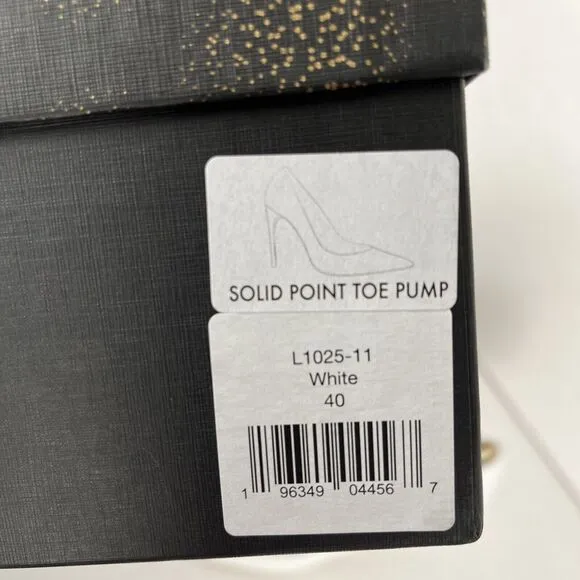 SOLID POINT TOE PUMP
L1025-11
White
40
1 96349 04456 7